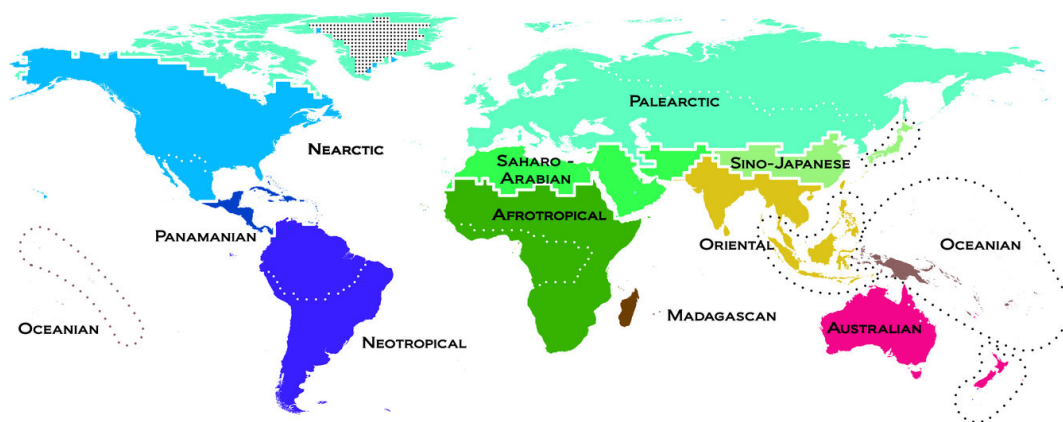 Palearctic
Nearctic
Saharo -
Arabian
Sino-Japanese
Afrotropical
Panamanian
Oriental
Oceanian
Oceanian
Madagascan
Australian
Neotropical